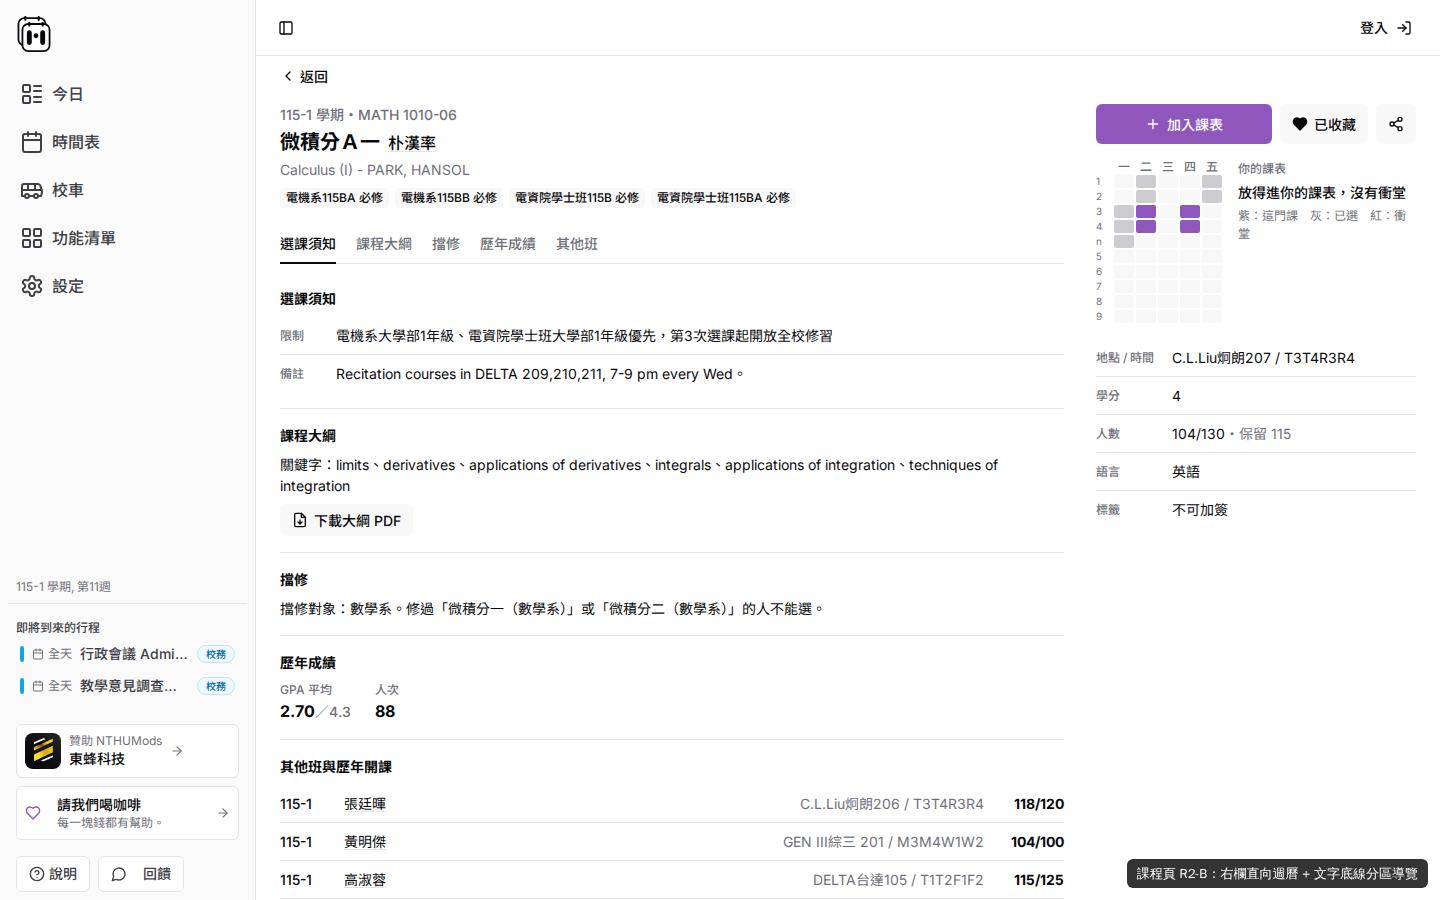 今日
時間表
校車
功能清單
設定
115-1 學期, 第11週
即將到來的行程
全天 行政會議 Admi... 校務
全天 教學意見調查... 校務
贊助 NTHUMods
東蜂科技
請我們喝咖啡
每一塊錢都有幫助。
說明 回饋
登入
返回
115-1 學期・MATH 1010-06
微積分A一 朴漢率
Calculus (I) - PARK, HANSOL
電機系115BA 必修 電機系115BB 必修 電資院學士班115B 必修 電資院學士班115BA 必修
選課須知 課程大綱 擋修 歷年成績 其他班
選課須知
限制 電機系大學部1年級、電資院學士班大學部1年級優先，第3次選課起開放全校修習
備註 Recitation courses in DELTA 209,210,211, 7-9 pm every Wed。
課程大綱
關鍵字：limits、derivatives、applications of derivatives、integrals、applications of integration、techniques of
integration
下載大綱 PDF
擋修
擋修對象：數學系。修過「微積分一（數學系）」或「微積分二（數學系）」的人不能選。
歷年成績
GPA 平均 人次
2.70／4.3 88
其他班與歷年開課
115-1 張廷暉 C.L.Liu炯朗206 / T3T4R3R4 118/120
115-1 黃明傑 GEN III綜三 201 / M3M4W1W2 104/100
115-1 高淑蓉 DELTA台達105 / T1T2F1F2 115/125
加入課表 已收藏
一 二 三 四 五
1
2
3
4
n
5
6
7
8
9
你的課表
放得進你的課表，沒有衝堂
紫：這門課 灰：已選 紅：衝
堂
地點 / 時間 C.L.Liu炯朗207 / T3T4R3R4
學分 4
人數 104/130・保留 115
語言 英語
標籤 不可加簽
課程頁 R2-B：右欄直向週曆 + 文字底線分區導覽